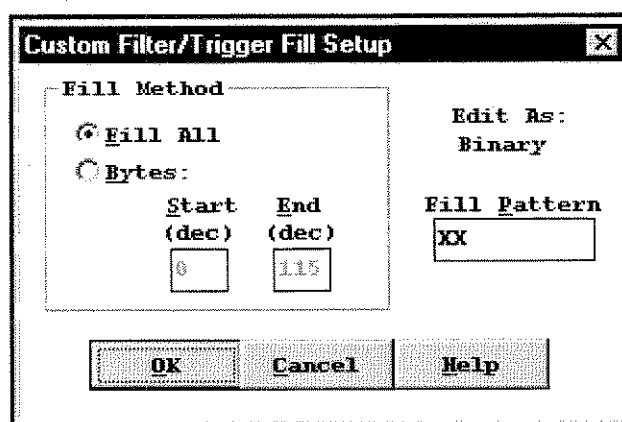 Custom Filter/Trigger Fill Setup
Fill Method
Fill All
Bytes:
Start End
(dec) (dec)
0 115
Edit As:
Binary
Fill Pattern
XX
OK Cancel Help